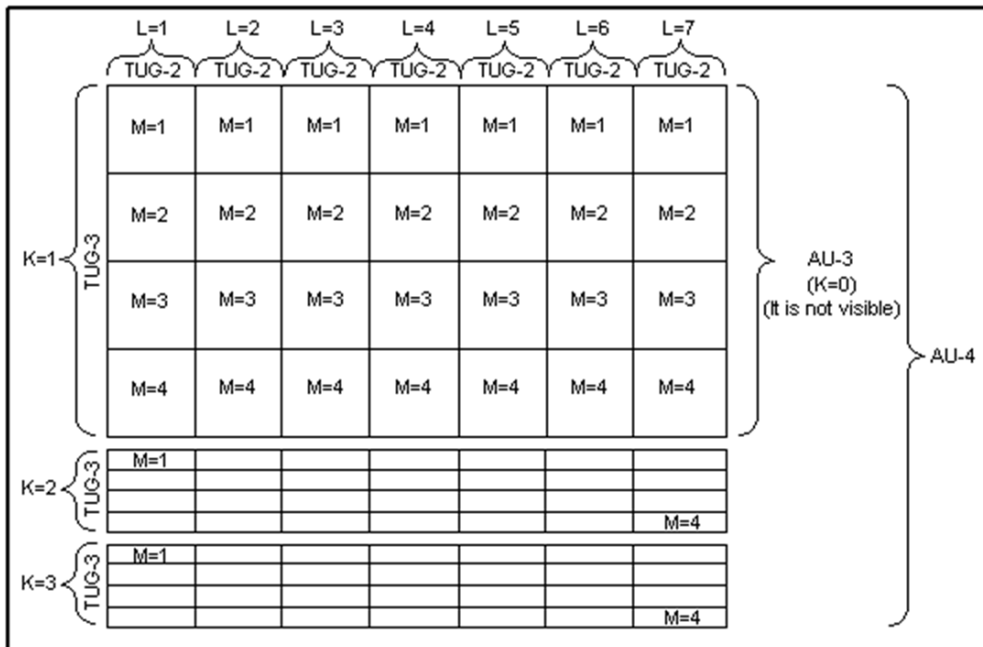 L=1 L=2 L=3 L=4 L=5 L=6 L=7
TUG-2 TUG-2 TUG-2 TUG-2 TUG-2 TUG-2 TUG-2
M=1 M=1 M=1 M=1 M=1 M=1 M=1
M=2 M=2 M=2 M=2 M=2 M=2 M=2
K=1 TUG-3
AU-3
(K=0)
(It is not visible)
M=3 M=3 M=3 M=3 M=3 M=3 M=3
AU-4
M=4 M=4 M=4 M=4 M=4 M=4 M=4
M=1
K=2 TUG-3
M=4
M=1
K=3 TUG-3
M=4